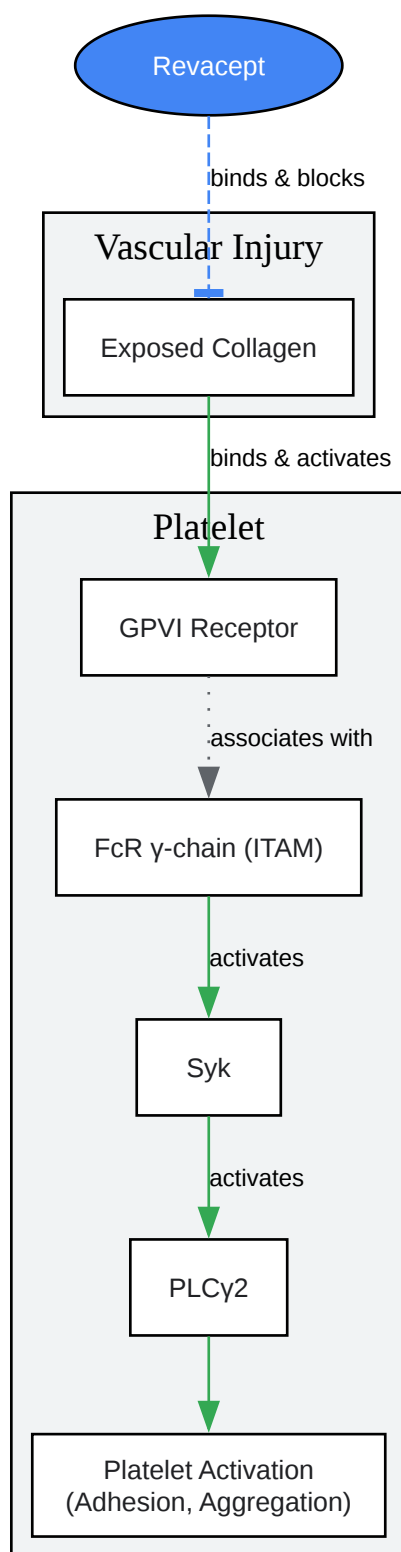 Revacept
binds & blocks
Vascular Injury
Exposed Collagen
binds & activates
Platelet
GPVI Receptor
associates with
FcR γ-chain (ITAM)
activates
Syk
activates
PLCγ2
Platelet Activation
(Adhesion, Aggregation)